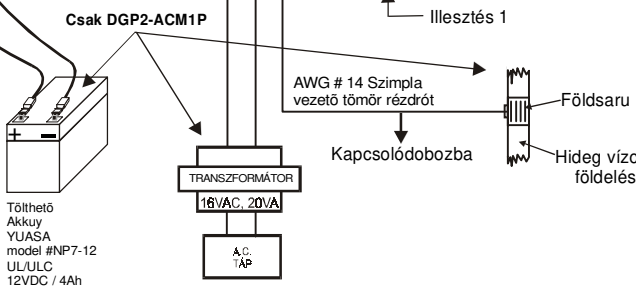 Csak DGP2-ACM1P
Illesztés 1
AWG # 14 Szimpla
vezető tömör rézdrót
Földsaru
Kapcsolódobozba
Hideg vízc
földelés
+ −
TRANSZFORMÁTOR
16VAC, 20VA
A.C.
TÁP
Tölthető
Akkuy
YUASA
model #NP7-12
UL/ULC
12VDC / 4Ah